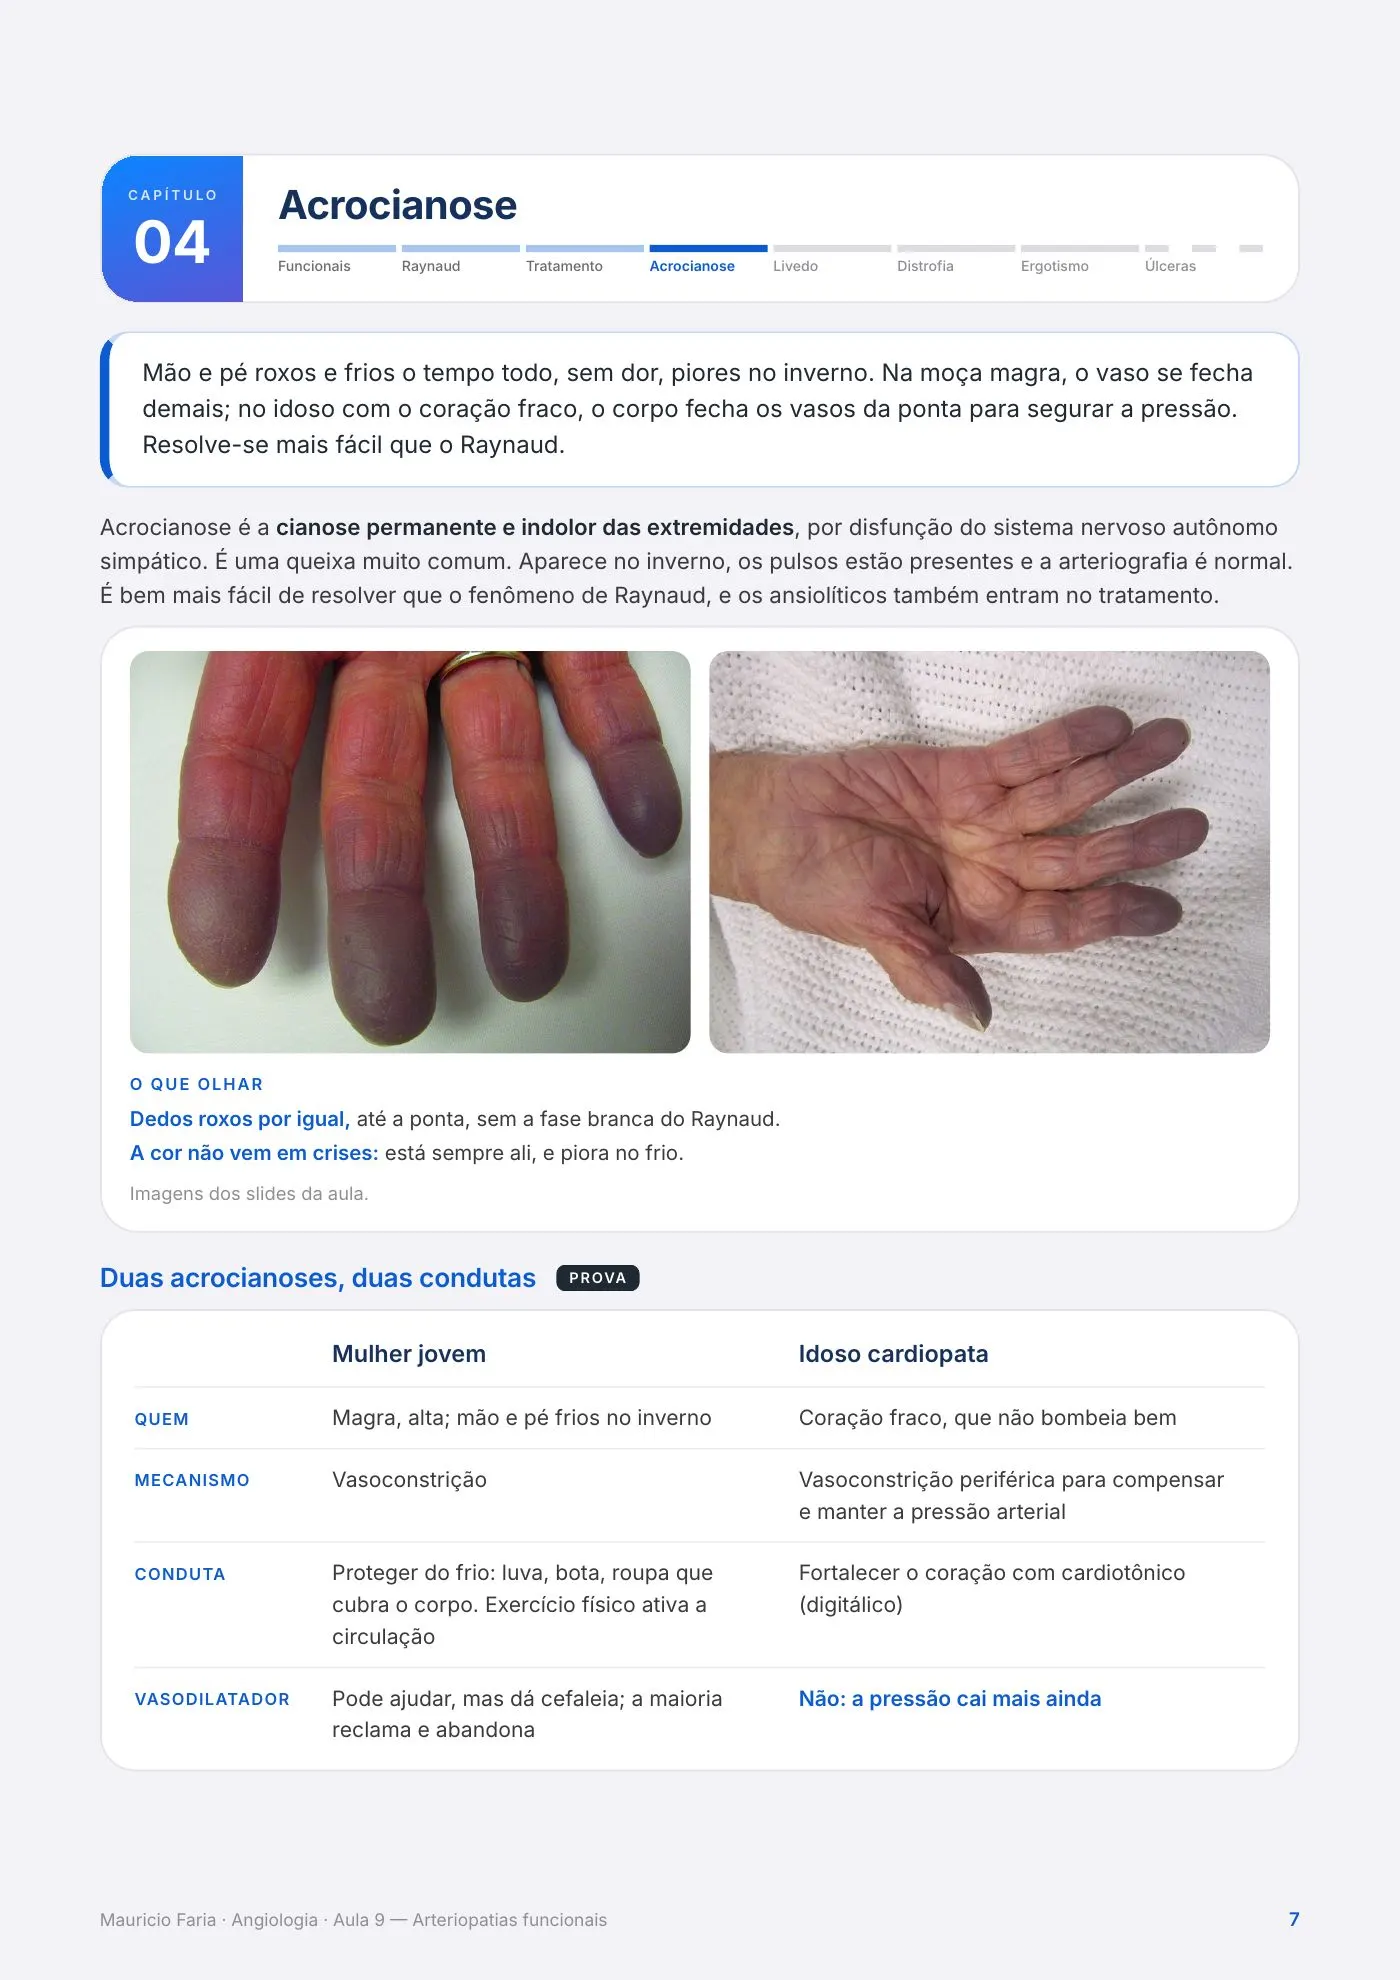 CAPÍTULO
04
Acrocianose
Funcionais Raynaud Tratamento Acrocianose Livedo Distrofia Ergotismo Úlceras
Mão e pé roxos e frios o tempo todo, sem dor, piores no inverno. Na moça magra, o vaso se fecha
demais; no idoso com o coração fraco, o corpo fecha os vasos da ponta para segurar a pressão.
Resolve-se mais fácil que o Raynaud.
Acrocianose é a cianose permanente e indolor das extremidades, por disfunção do sistema nervoso autônomo
simpático. É uma queixa muito comum. Aparece no inverno, os pulsos estão presentes e a arteriografia é normal.
É bem mais fácil de resolver que o fenômeno de Raynaud, e os ansiolíticos também entram no tratamento.
O QUE OLHAR
Dedos roxos por igual, até a ponta, sem a fase branca do Raynaud.
A cor não vem em crises: está sempre ali, e piora no frio.
Imagens dos slides da aula.
Duas acrocianoses, duas condutas PROVA
Mulher jovem Idoso cardiopata
QUEM Magra, alta; mão e pé frios no inverno Coração fraco, que não bombeia bem
MECANISMO Vasoconstrição Vasoconstrição periférica para compensar
e manter a pressão arterial
CONDUTA Proteger do frio: luva, bota, roupa que Fortalecer o coração com cardiotônico
cubra o corpo. Exercício físico ativa a (digitálico)
circulação
VASODILATADOR Pode ajudar, mas dá cefaleia; a maioria Não: a pressão cai mais ainda
reclama e abandona
Mauricio Faria · Angiologia · Aula 9 — Arteriopatias funcionais 7